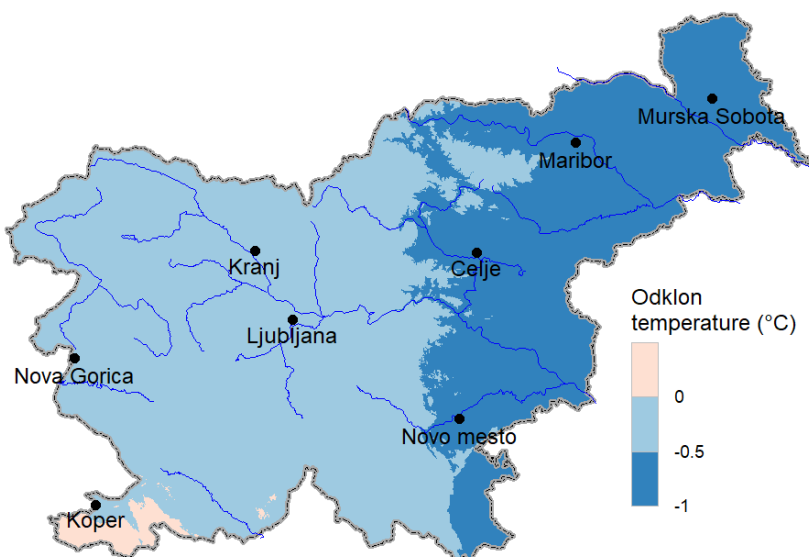 Murska Sobota
Maribor
Kranj
Celje
Ljubljana
Nova Gorica
Novo mesto
Koper
Odklon
temperature (°C)
0
-0.5
-1